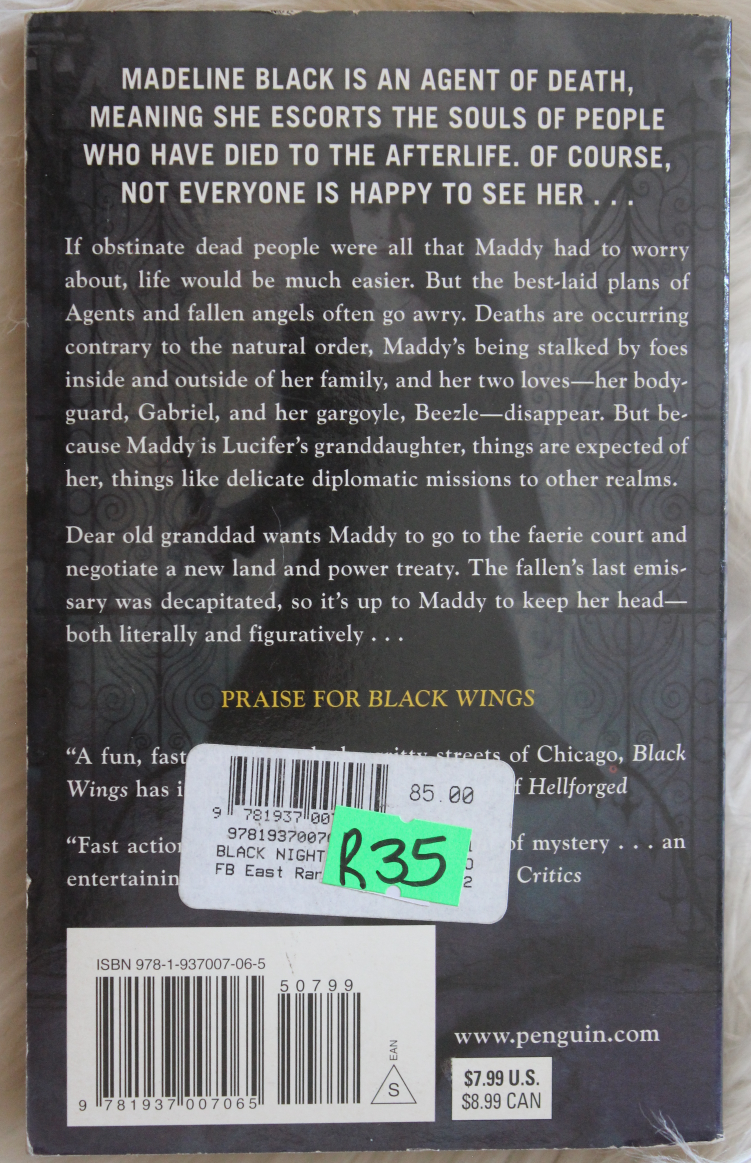 MADELINE BLACK IS AN AGENT OF DEATH,
MEANING SHE ESCORTS THE SOULS OF PEOPLE
WHO HAVE DIED TO THE AFTERLIFE. OF COURSE,
NOT EVERYONE IS HAPPY TO SEE HER . . .
If obstinate dead people were all that Maddy had to worry
about, life would be much easier. But the best-laid plans of
Agents and fallen angels often go awry. Deaths are occurring
contrary to the natural order, Maddy's being stalked by foes
inside and outside of her family, and her two loves—her body-
guard, Gabriel, and her gargoyle, Beezle—disappear. But be-
cause Maddy is Lucifer's granddaughter, things are expected of
her, things like delicate diplomatic missions to other realms.
Dear old granddad wants Maddy to go to the faerie court and
negotiate a new land and power treaty. The fallen's last emis-
sary was decapitated, so it's up to Maddy to keep her head—
both literally and figuratively . . .
PRAISE FOR BLACK WINGS
"A fun, fast gritty streets of Chicago, Black
Wings has of Hellforged
85.00
9 781937 00
BLACK NIGHT
FB East
R35
"Fast action of mystery . . . an
Critics
ISBN 978-1-937007-06-5
50799
9 781937 007065
EAN
S
www.penguin.com
$7.99 U.S.
$8.99 CAN